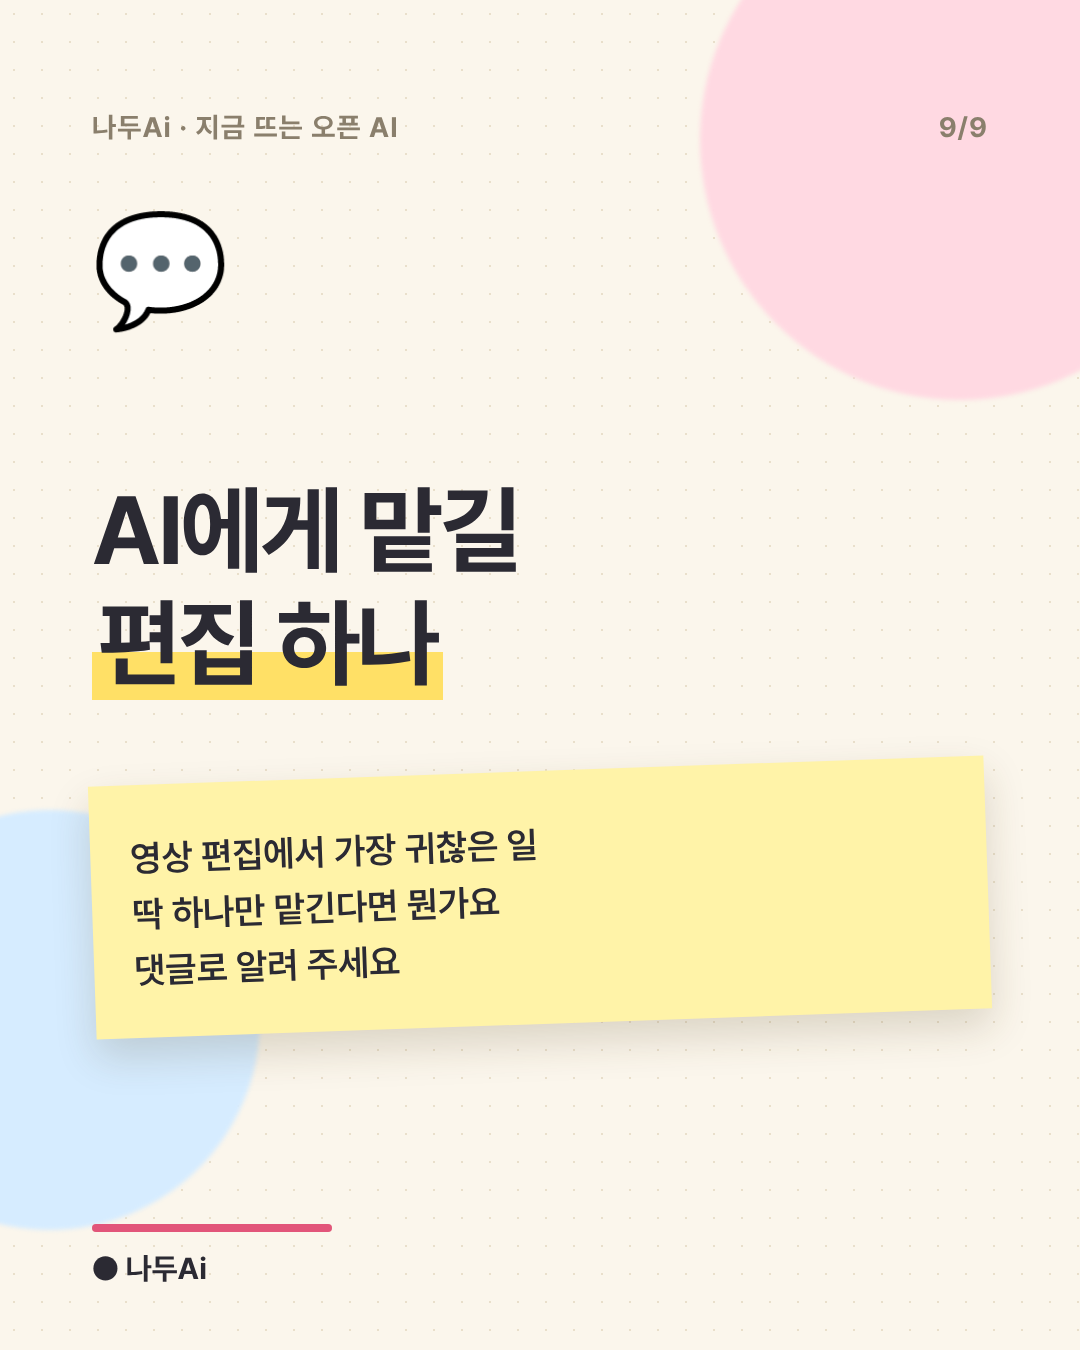 나두Ai · 지금 뜨는 오픈 AI
9/9
AI에게 맡길
편집 하나
영상 편집에서 가장 귀찮은 일
딱 하나만 맡긴다면 뭔가요
댓글로 알려 주세요
나두Ai